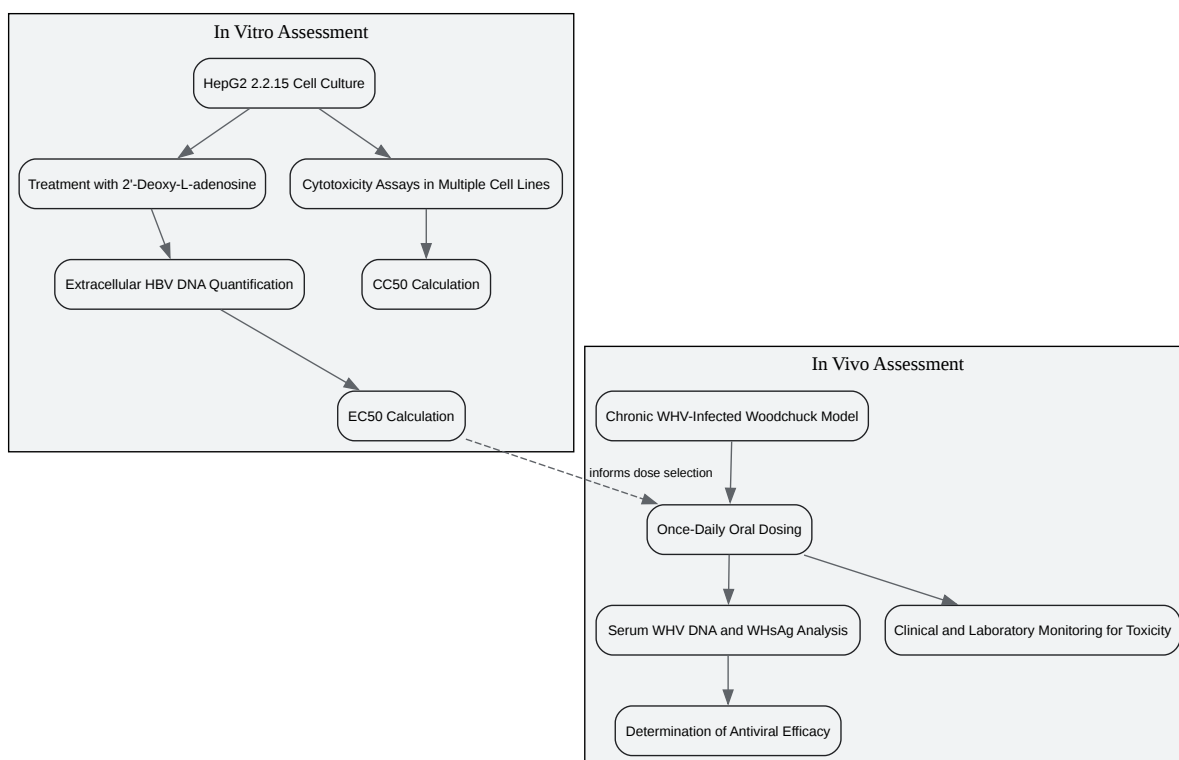 In Vitro Assessment
HepG2 2.2.15 Cell Culture
Treatment with 2'-Deoxy-L-adenosine
Cytotoxicity Assays in Multiple Cell Lines
Extracellular HBV DNA Quantification
CC50 Calculation
EC50 Calculation
In Vivo Assessment
Chronic WHV-Infected Woodchuck Model
informs dose selection
Once-Daily Oral Dosing
Serum WHV DNA and WHsAg Analysis
Clinical and Laboratory Monitoring for Toxicity
Determination of Antiviral Efficacy